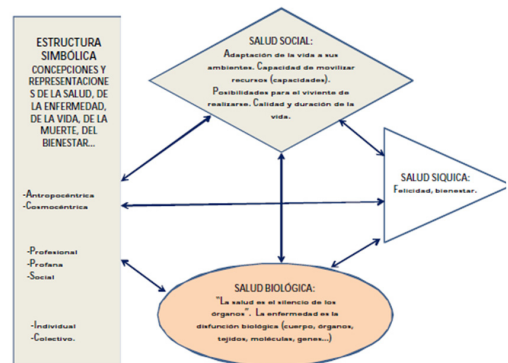 ESTRUCTURA
SIMBÓLICA
CONCEPCIONES Y
REPRESENTACIONE
S DE LA SALUD, DE
LA ENFERMEDAD,
DE LA VIDA, DE LA
MUERTE, DEL
BIENESTAR...
-Antropocéntrica
-Cosmocéntrica
-Profesional
-Profana
-Social
-Individual
-Colectivo.
SALUD SOCIAL:
Adaptación de la vida a sus
ambientes. Capacidad de movilizar
recursos (capacidades).
Posibilidades para el viviente de
realizarse. Calidad y duración de la
vida.
SALUD SIQUICA:
Felicidad, bienestar.
SALUD BIOLÓGICA:
"La salud es el silencio de los
órganos". La enfermedad es la
disfunción biológica (cuerpo, órganos,
tejidos, moléculas, genes...)